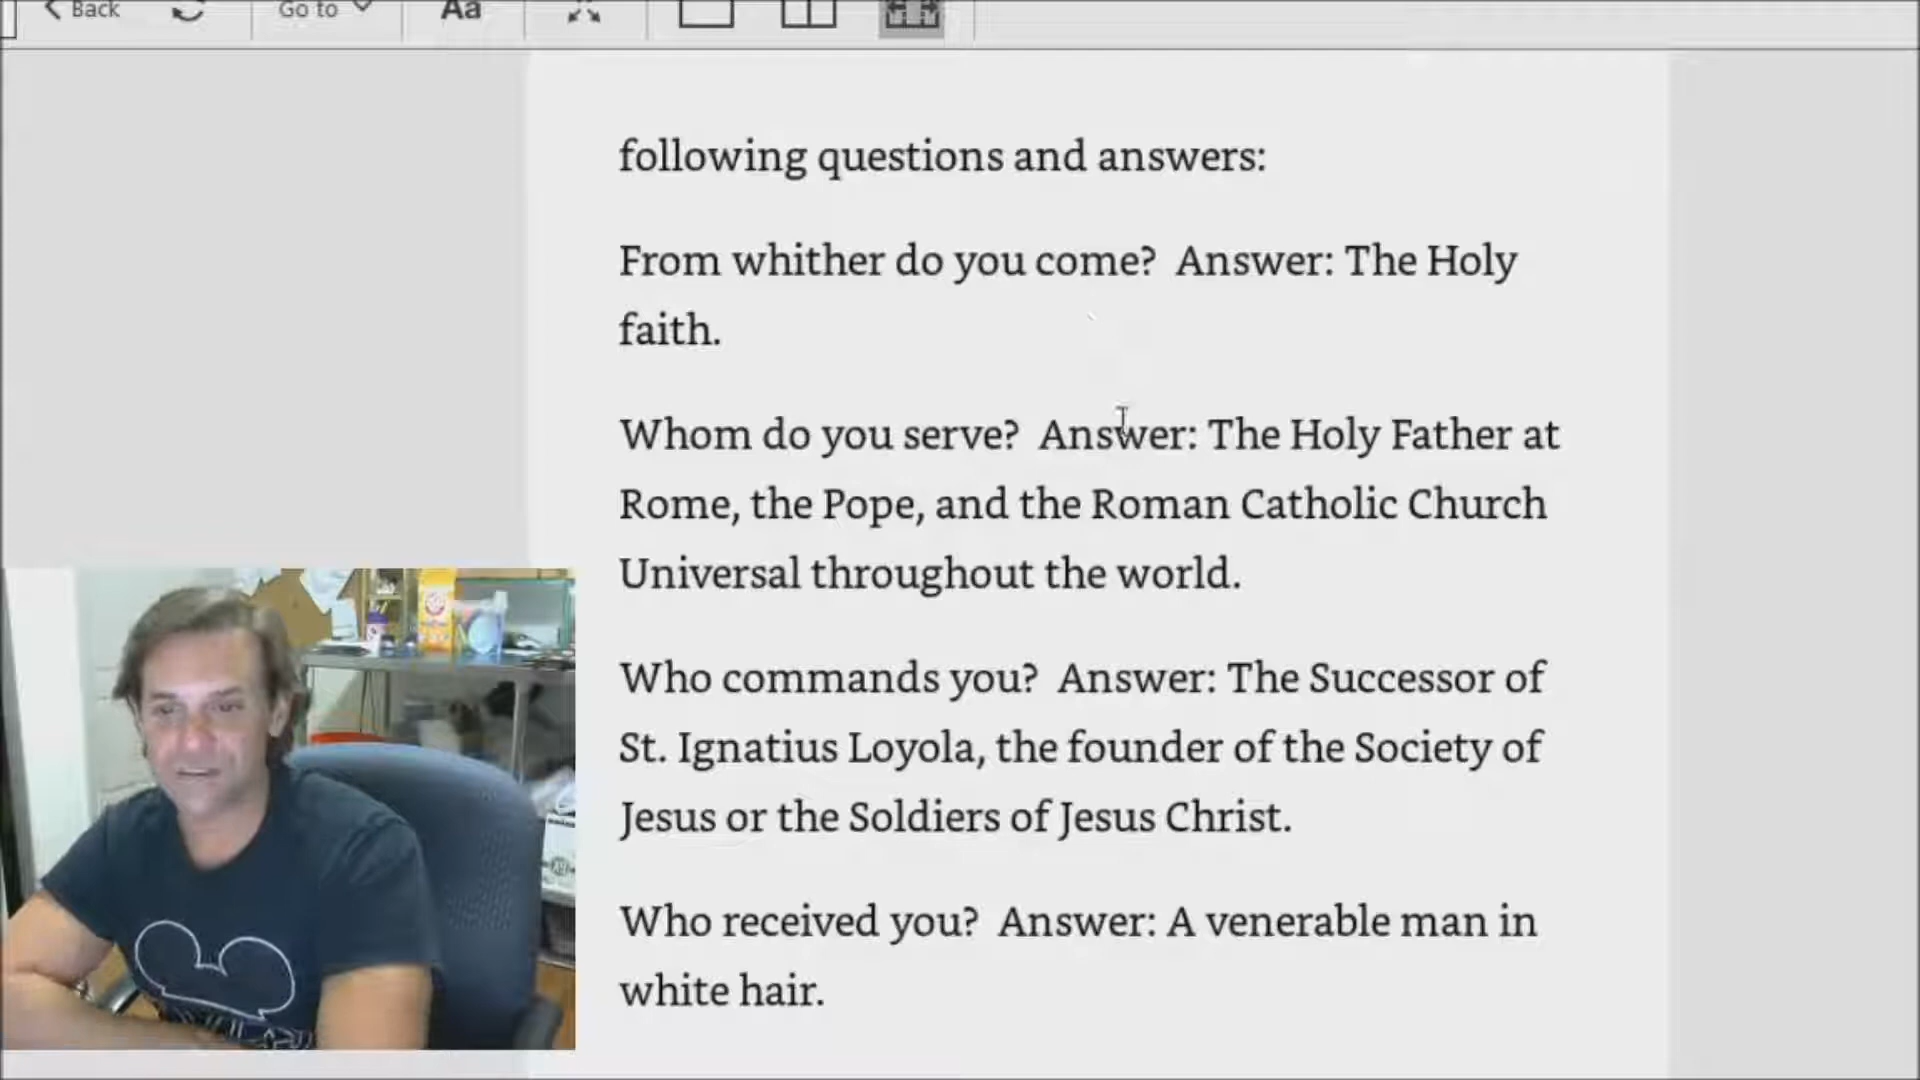 Back
Go to
Aa
following questions and answers:
From whither do you come?  Answer: The Holy
faith.
Whom do you serve?  Answer: The Holy Father at
Rome, the Pope, and the Roman Catholic Church
Universal throughout the world.
Who commands you?  Answer: The Successor of
St. Ignatius Loyola, the founder of the Society of
Jesus or the Soldiers of Jesus Christ.
Who received you?  Answer: A venerable man in
white hair.